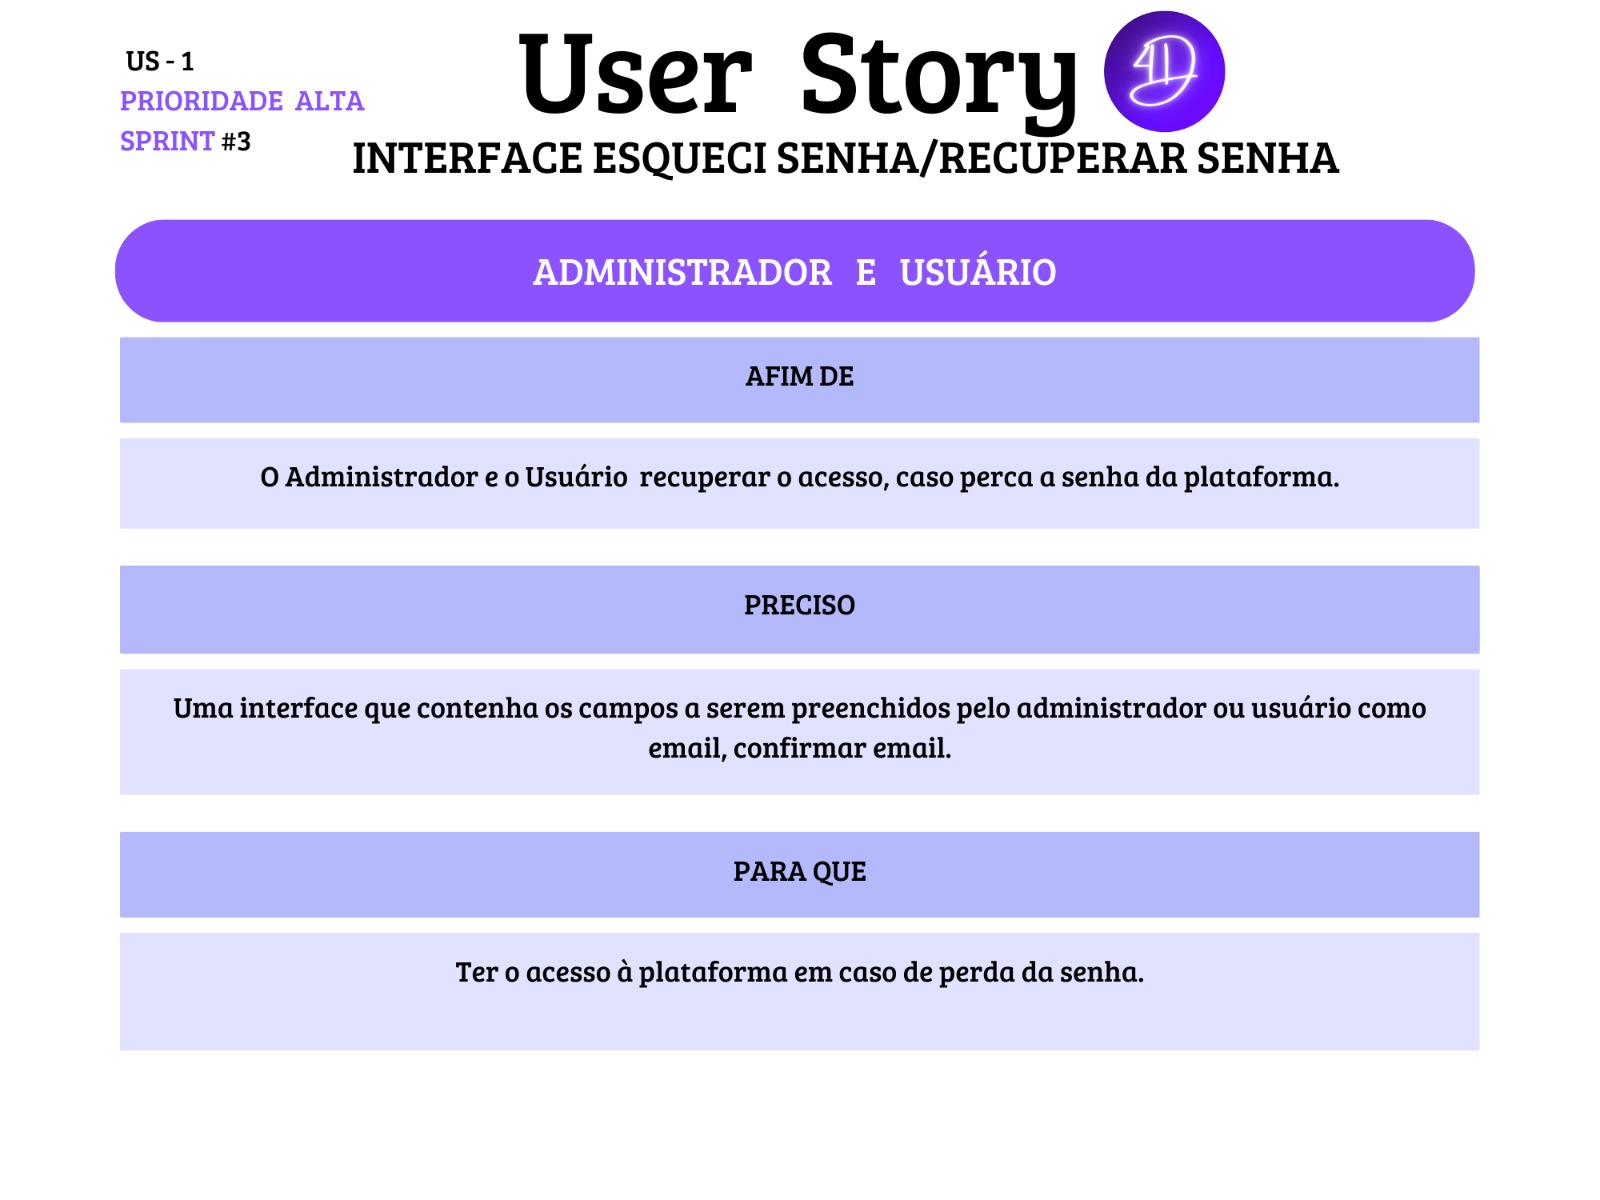 US - 1
PRIORIDADE ALTA
SPRINT #3
User Story
4D
INTERFACE ESQUECI SENHA/RECUPERAR SENHA
ADMINISTRADOR E USUÁRIO
AFIM DE
O Administrador e o Usuário recuperar o acesso, caso perca a senha da plataforma.
PRECISO
Uma interface que contenha os campos a serem preenchidos pelo administrador ou usuário como
email, confirmar email.
PARA QUE
Ter o acesso à plataforma em caso de perda da senha.